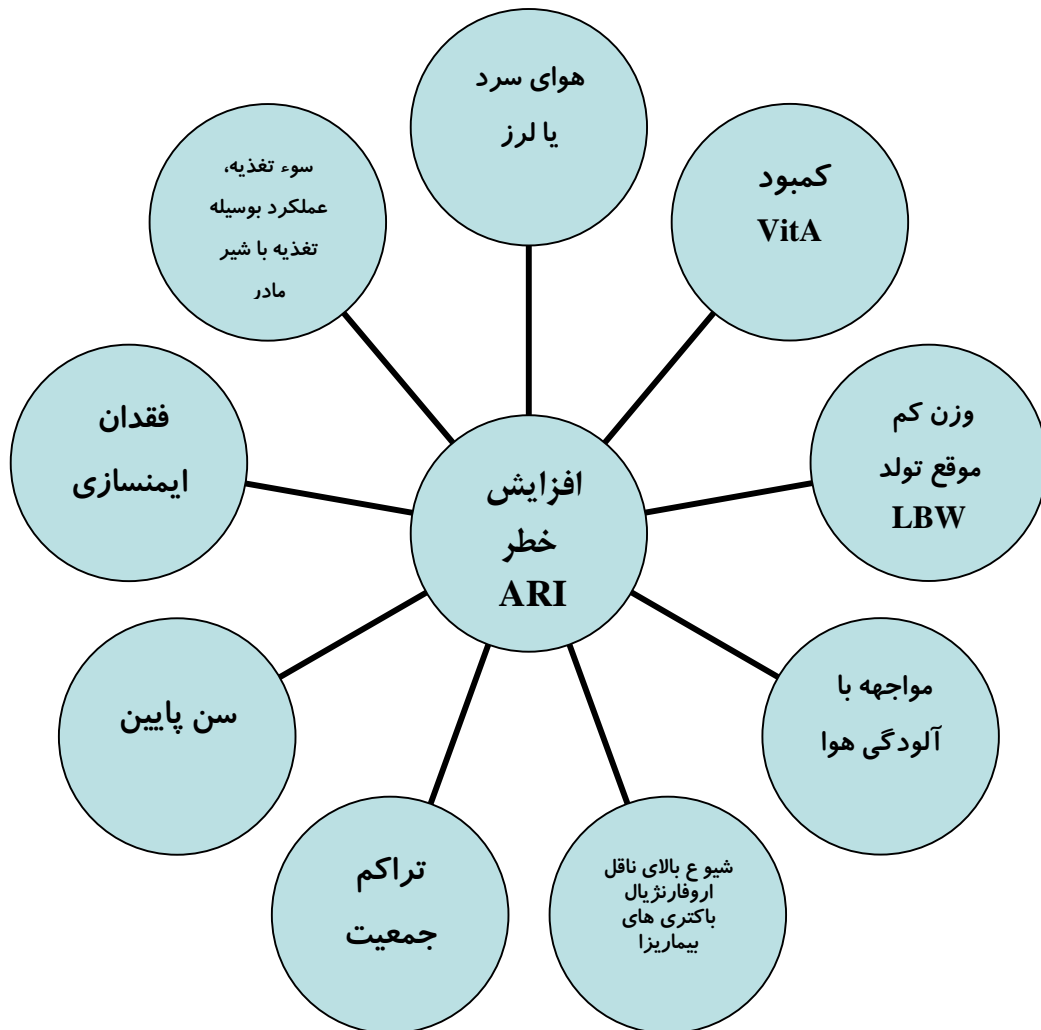 هوای سرد
یا لرز
کمبود
VitA
وزن کم
موقع تولد
LBW
مواجهه با
آلودگی هوا
شیو ع بالای ناقل
اروفارنژیال
باکتری های
بیماریزا
تراکم
جمعیت
سن پایین
فقدان
ایمنسازی
سوء تغذیه،
عملکرد بوسیله
تغذیه با شیر
مادر
افزایش
خطر
ARI